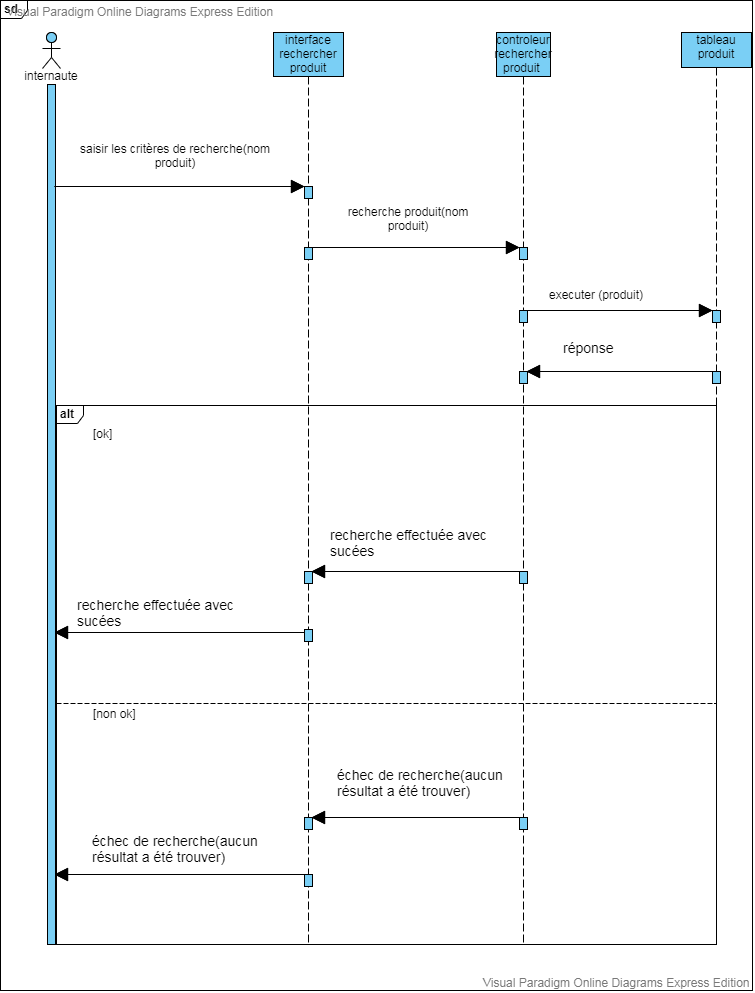 sd
Visual Paradigm Online Diagrams Express Edition
internaute
interface
rechercher
produit
controleur
rechercher
produit
tableau
produit
saisir les critères de recherche(nom
produit)
recherche produit(nom
produit)
executer (produit)
réponse
alt
[ok]
recherche effectuée avec
sucées
recherche effectuée avec
sucées
[non ok]
échec de recherche(aucun
résultat a été trouver)
échec de recherche(aucun
résultat a été trouver)
Visual Paradigm Online Diagrams Express Edition